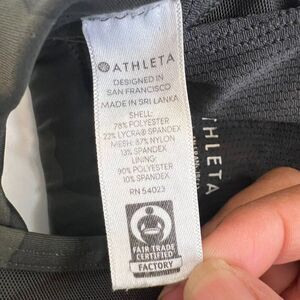 ATHLETA
DESIGNED IN
SAN FRANCISCO
MADE IN SRI LANKA
SHELL:
78% POLYESTER
22% LYCRA® SPANDEX
MESH: 87% NYLON
13% SPANDEX
LINING:
90% POLYESTER
10% SPANDEX
RN 54023
FAIR TRADE
CERTIFIED
FACTORY
THLETA